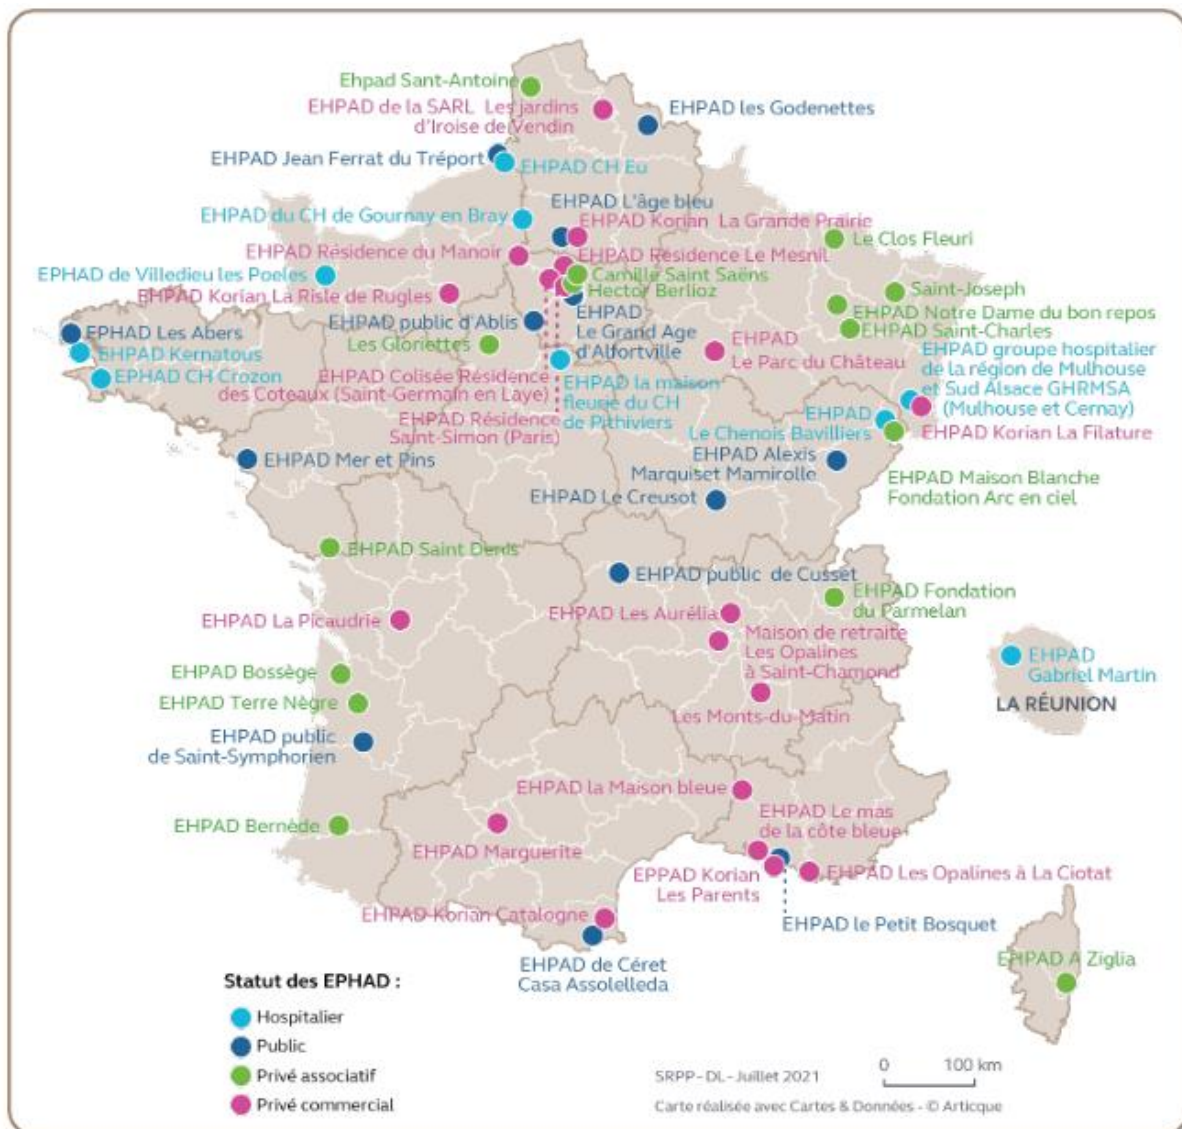 Ehpad Sant-Antoine
EHPAD de la SARL Les jardins
d'Iroise de Vendin
EHPAD les Godenettes
EHPAD Jean Ferrat du Tréport
EHPAD CH Eu
EHPAD L'âge bleu
EHPAD du CH de Gournay en Bray
EHPAD Korian La Grande Prairie
Le Clos Fleuri
EHPAD Résidence du Manoir
EHPAD Résidence Le Mesnil
EPHAD de Villedieu les Poeles
Camille Saint Saëns
Hector Berlioz
Saint-Joseph
EHPAD Korian La Risle de Rugles
EHPAD Notre Dame du bon repos
EPHAD Les Abers
EHPAD public d'Ablis
EHPAD
Le Grand Age
d'Alfortville
EHPAD Saint-Charles
EHPAD Kernatous
Les Gloriettes
EHPAD
Le Parc du Château
EHPAD groupe hospitalier
de la région de Mulhouse
et Sud Alsace GHRMSA
(Mulhouse et Cernay)
EHPAD CH Crozon
EHPAD Colisée Résidence
des Coteaux (Saint-Germain en Laye)
EHPAD la maison
fleurie du CH
de Pithiviers
EHPAD Résidence
Saint-Simon (Paris)
EHPAD
Le Chenois Bavilliers
EHPAD Korian La Filature
EHPAD Mer et Pins
EHPAD Alexis
Marquiset Mamirolle
EHPAD Maison Blanche
Fondation Arc en ciel
EHPAD Le Creusot
EHPAD Saint Denis
EHPAD public de Cusset
EHPAD Fondation
du Parmelan
EHPAD La Picaudrie
EHPAD Les Aurélia
Maison de retraite
Les Opalines
à Saint-Chamond
EHPAD
Gabriel Martin
LA RÉUNION
EHPAD Bossège
EHPAD Terre Nègre
Les Monts-du-Matin
EHPAD public
de Saint-Symphorien
EHPAD la Maison bleue
EHPAD Le mas
de la côte bleue
EHPAD Bernède
EHPAD Marguerite
EPPAD Korian
Les Parents
EHPAD Les Opalines à La Ciotat
EHPAD Korian Catalogne
EHPAD le Petit Bosquet
EHPAD de Céret
Casa Assolelleda
EHPAD A Ziglia
Statut des EPHAD :
Hospitalier
Public
Privé associatif
Privé commercial
0 100 km
SRPP - DL - Juillet 2021
Carte réalisée avec Cartes & Données - © Articque